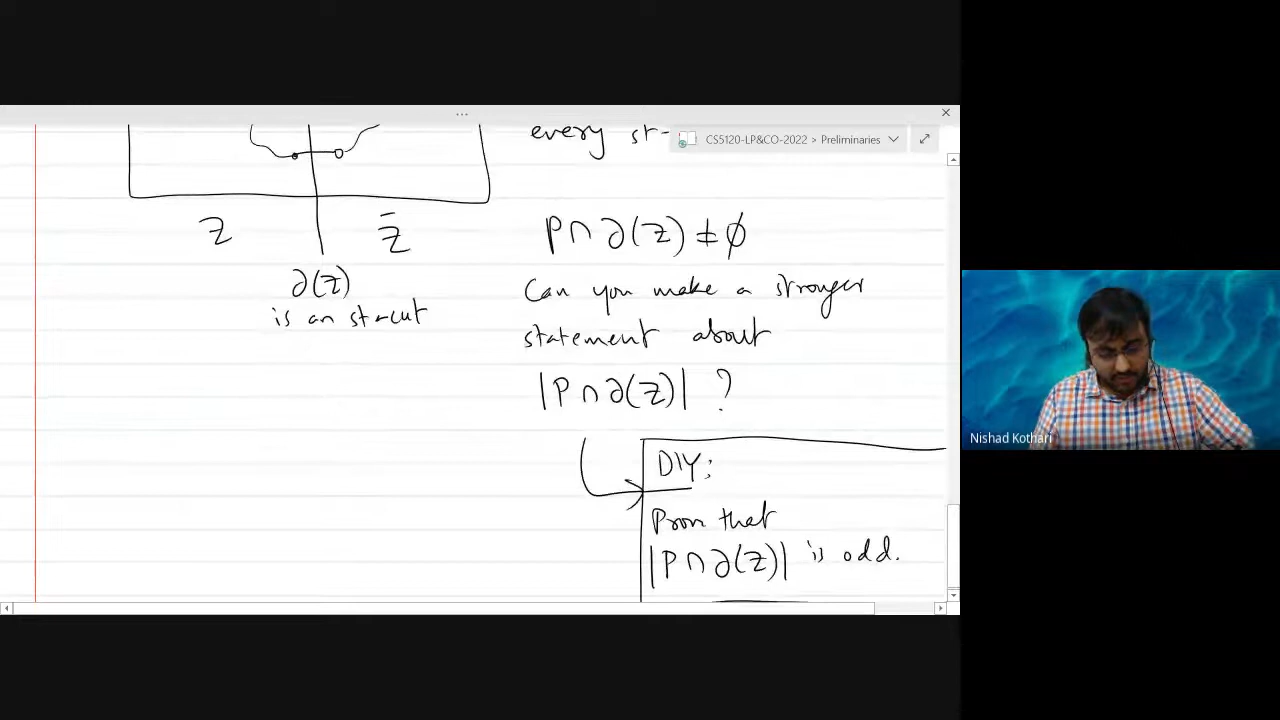 every st-
CS5120-LP&CO-2022 > Preliminaries
Z
Z̄
P∩∂(Z) ≠ ∅
∂(Z)
is an st-cut
Can you make a stronger
statement about
|P∩∂(Z)| ?
DIY:
Prove that
|P∩∂(Z)| is odd.
Nishad Kothari